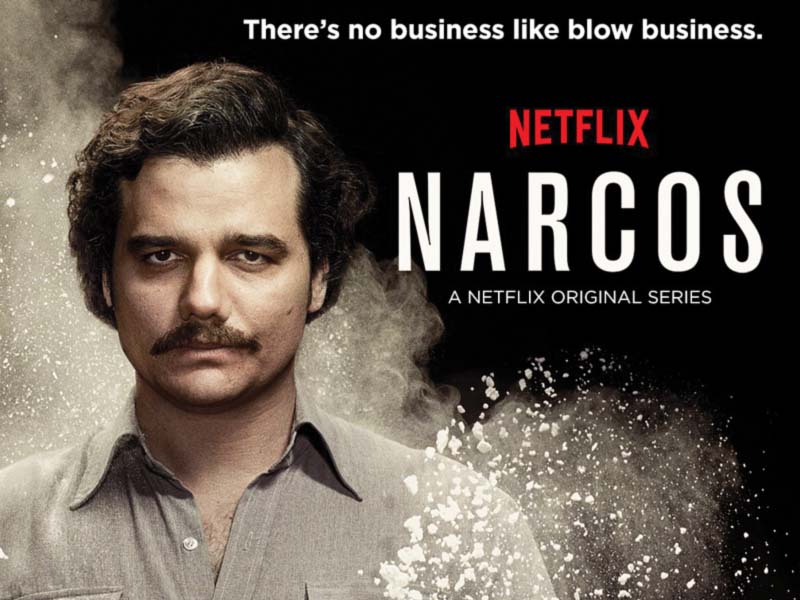 There's no business like blow business.
NETFLIX
NARCOS
A NETFLIX ORIGINAL SERIES